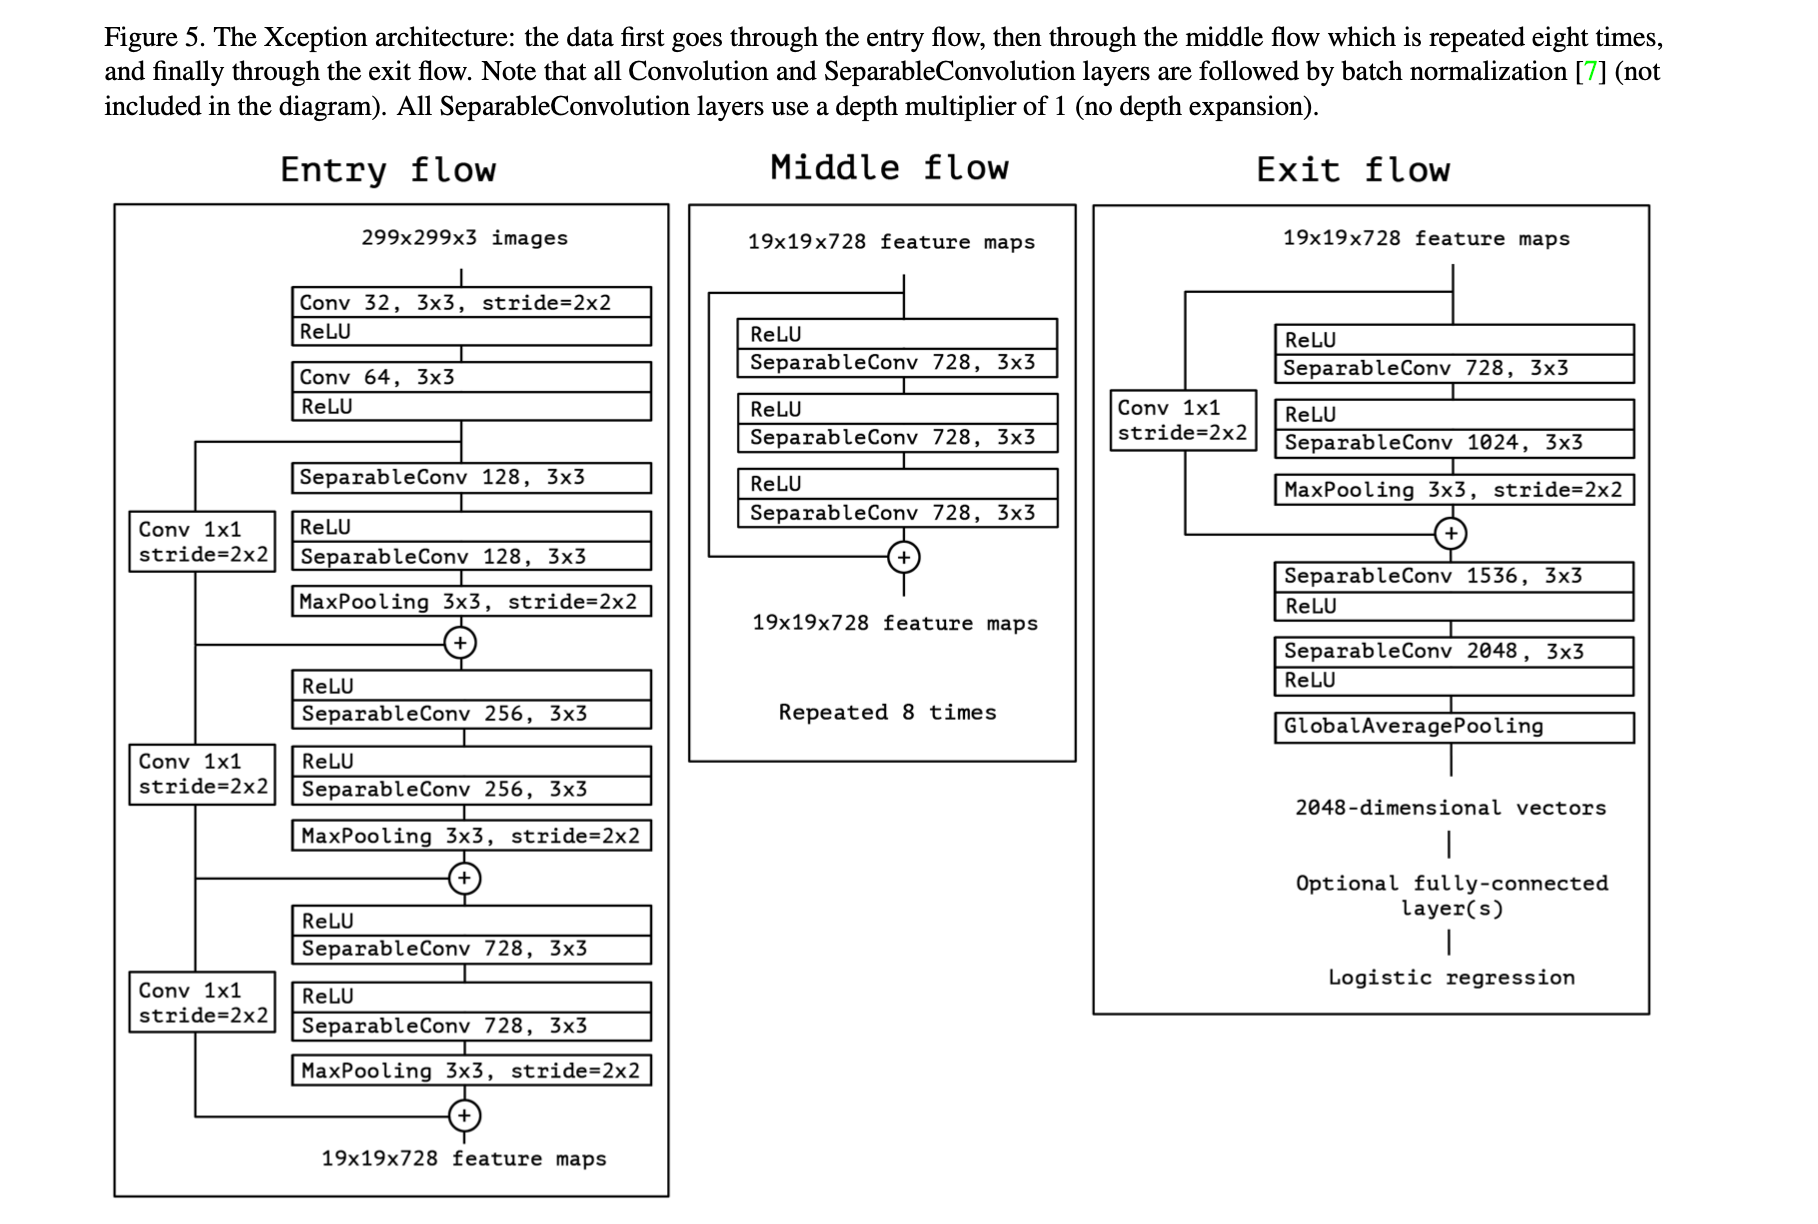 Figure 5. The Xception architecture: the data first goes through the entry flow, then through the middle flow which is repeated eight times,
and finally through the exit flow. Note that all Convolution and SeparableConvolution layers are followed by batch normalization [7] (not
included in the diagram). All SeparableConvolution layers use a depth multiplier of 1 (no depth expansion).
Entry flow
299x299x3 images
Conv 32, 3x3, stride=2x2
ReLU
Conv 64, 3x3
ReLU
SeparableConv 128, 3x3
Conv 1x1
stride=2x2
ReLU
SeparableConv 128, 3x3
MaxPooling 3x3, stride=2x2
+
ReLU
SeparableConv 256, 3x3
Conv 1x1
stride=2x2
ReLU
SeparableConv 256, 3x3
MaxPooling 3x3, stride=2x2
+
ReLU
SeparableConv 728, 3x3
Conv 1x1
stride=2x2
ReLU
SeparableConv 728, 3x3
MaxPooling 3x3, stride=2x2
+
19x19x728 feature maps
Middle flow
19x19x728 feature maps
ReLU
SeparableConv 728, 3x3
ReLU
SeparableConv 728, 3x3
ReLU
SeparableConv 728, 3x3
+
19x19x728 feature maps
Repeated 8 times
Exit flow
19x19x728 feature maps
ReLU
SeparableConv 728, 3x3
Conv 1x1
stride=2x2
ReLU
SeparableConv 1024, 3x3
MaxPooling 3x3, stride=2x2
+
SeparableConv 1536, 3x3
ReLU
SeparableConv 2048, 3x3
ReLU
GlobalAveragePooling
2048-dimensional vectors
Optional fully-connected
layer(s)
Logistic regression